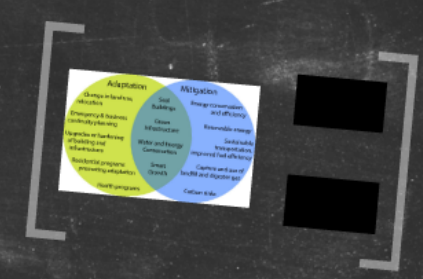 Adaptation
Mitigation
Changes in land use,
relocation
Emergency & business
continuity planning
Upgrades or hardening
of building and
infrastructure
Residential programs
promoting adaptation
Health programs
Buildings
Green
Infrastructure
Water and Energy
Conservation
Smart
Growth
Energy conservation
and efficiency
Renewable energy
Sustainable
transportation,
improved fuel efficiency
Capture and use of
landfill and digester gas
Carbon sinks